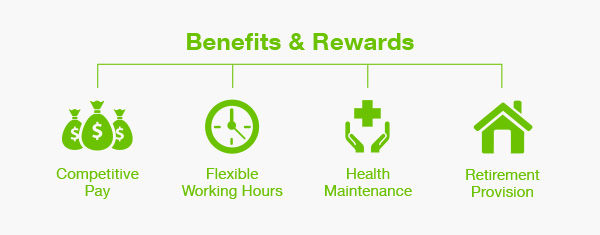 Benefits & Rewards
$ $ $
Competitive
Pay
Flexible
Working Hours
Health
Maintenance
Retirement
Provision